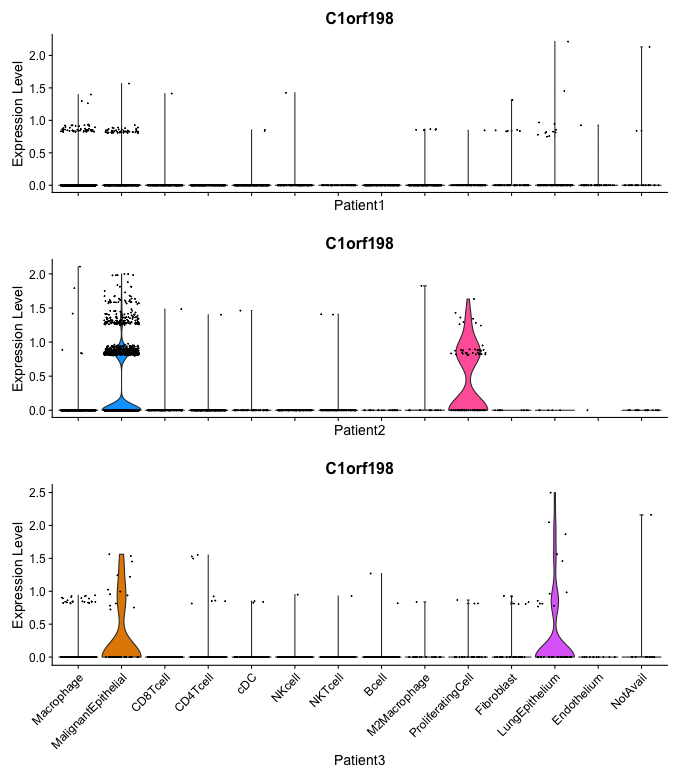 C1orf198
Expression Level
2.0
1.5
1.0
0.5
0.0
Patient1
C1orf198
Expression Level
2.0
1.5
1.0
0.5
0.0
Patient2
C1orf198
Expression Level
2.5
2.0
1.5
1.0
0.5
0.0
Macrophage
MalignantEpithelial
CD8Tcell
CD4Tcell
cDC
NKcell
NKTcell
Bcell
M2Macrophage
ProliferatingCell
Fibroblast
LungEpithelium
Endothelium
NotAvail
Patient3